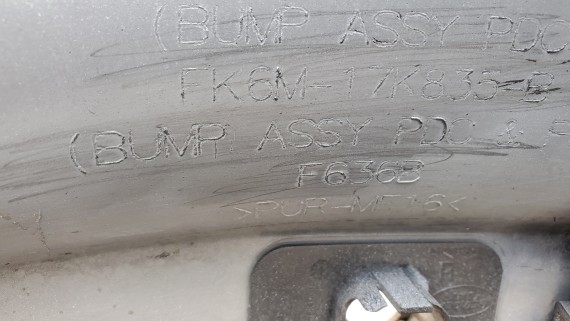 (BUMP ASSY PDC
FK6M-17K835-B
(BUMP ASSY PDC &
F636B
>PUR-MF15<